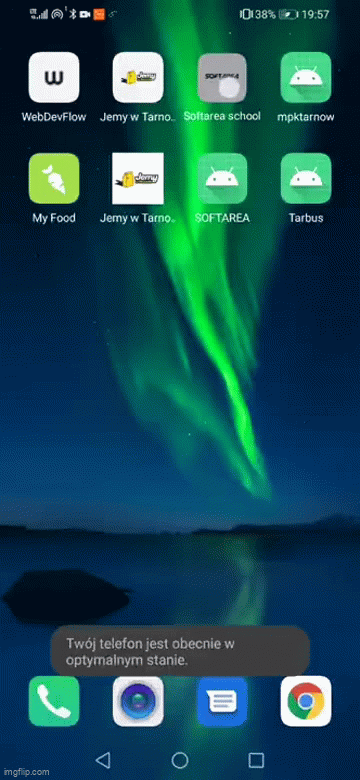 38% 19:57
WebDevFlow Jemy w Tarno.. Softarea school mpktarnow
My Food Jemy w Tarno.. SOFTAREA Tarbus
Twój telefon jest obecnie w
optymalnym stanie.
imgflip.com